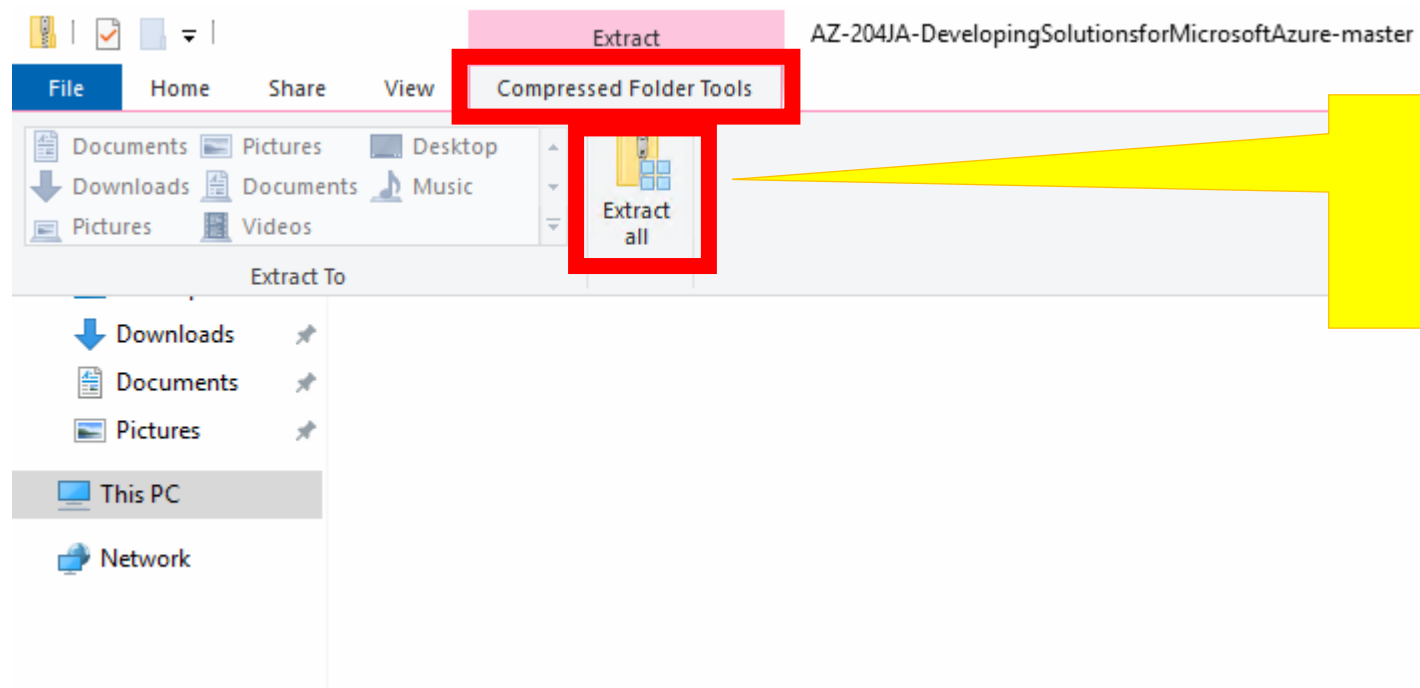 Extract
AZ-204JA-DevelopingSolutionsforMicrosoftAzure-master
File Home Share View Compressed Folder Tools
Documents Pictures Desktop
Downloads Documents Music
Pictures Videos
Extract
all
Extract To
Downloads
Documents
Pictures
This PC
Network